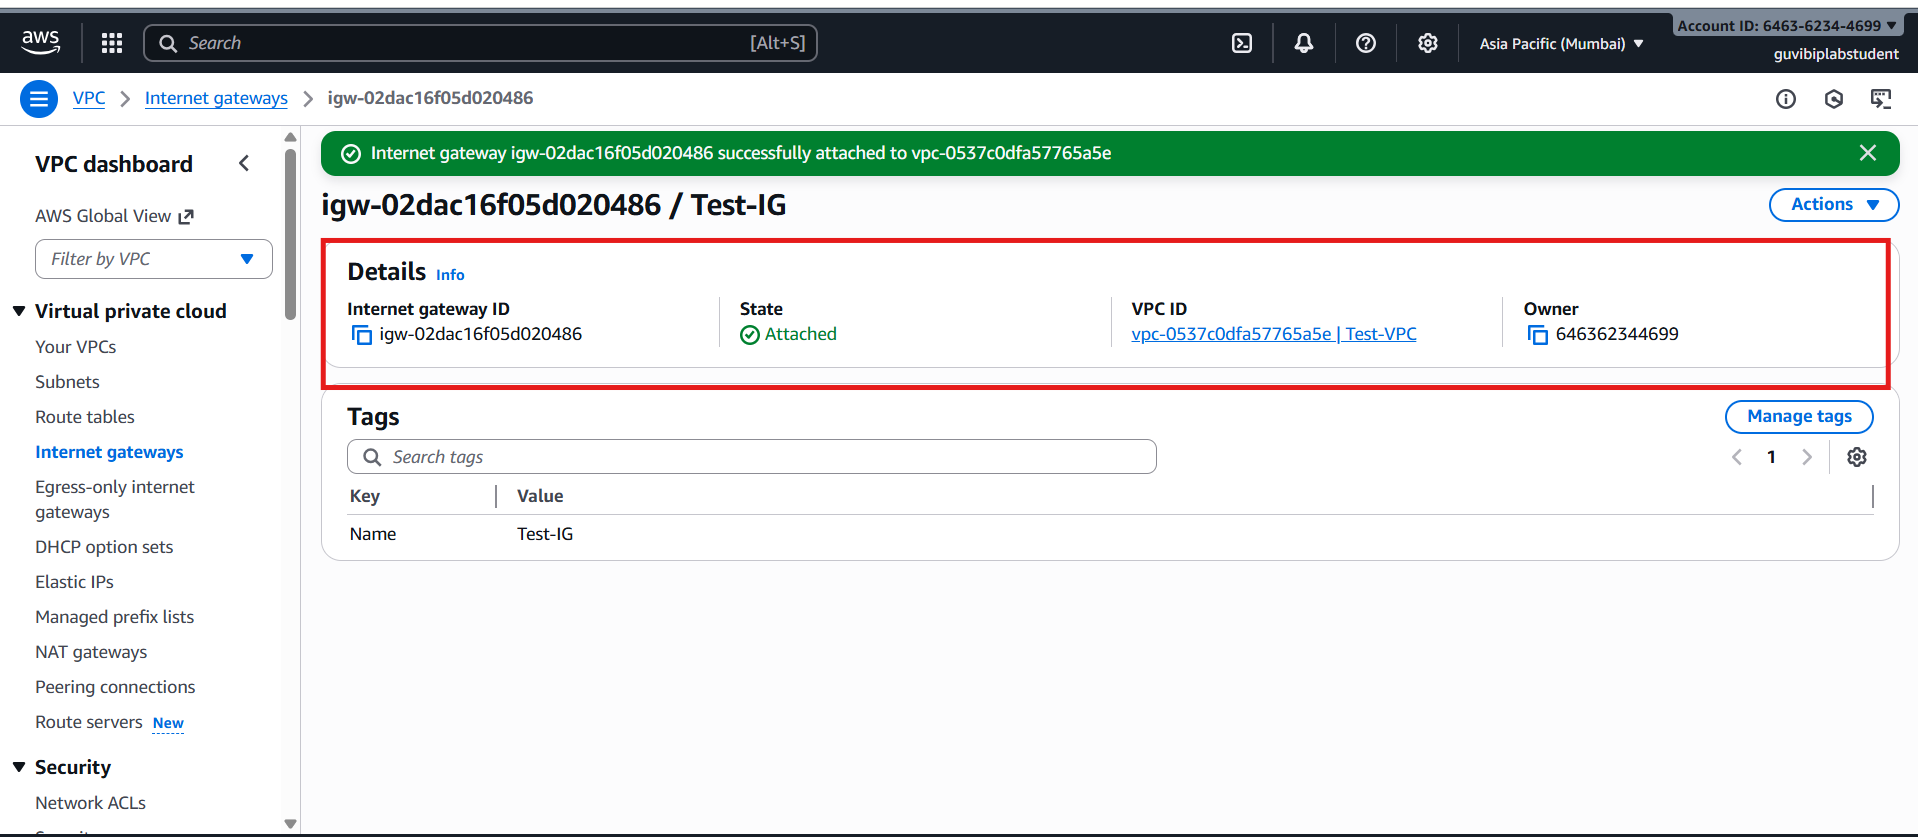 aws
Search [Alt+S]
Asia Pacific (Mumbai)
Account ID: 6463-6234-4699
guvibiplabstudent
VPC
Internet gateways
igw-02dac16f05d020486
VPC dashboard
AWS Global View
Filter by VPC
Virtual private cloud
Your VPCs
Subnets
Route tables
Internet gateways
Egress-only internet
gateways
DHCP option sets
Elastic IPs
Managed prefix lists
NAT gateways
Peering connections
Route servers New
Security
Network ACLs
Internet gateway igw-02dac16f05d020486 successfully attached to vpc-0537c0dfa57765a5e
igw-02dac16f05d020486 / Test-IG
Actions
Details Info
Internet gateway ID
igw-02dac16f05d020486
State
Attached
VPC ID
vpc-0537c0dfa57765a5e | Test-VPC
Owner
646362344699
Tags
Manage tags
Search tags
1
Key Value
Name Test-IG